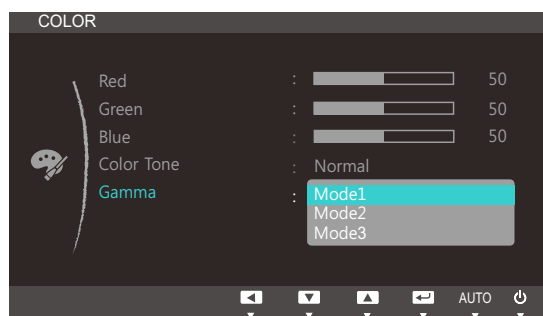 COLOR
Red : 50
Green : 50
Blue : 50
Color Tone : Normal
Gamma : Mode1
Mode2
Mode3
AUTO